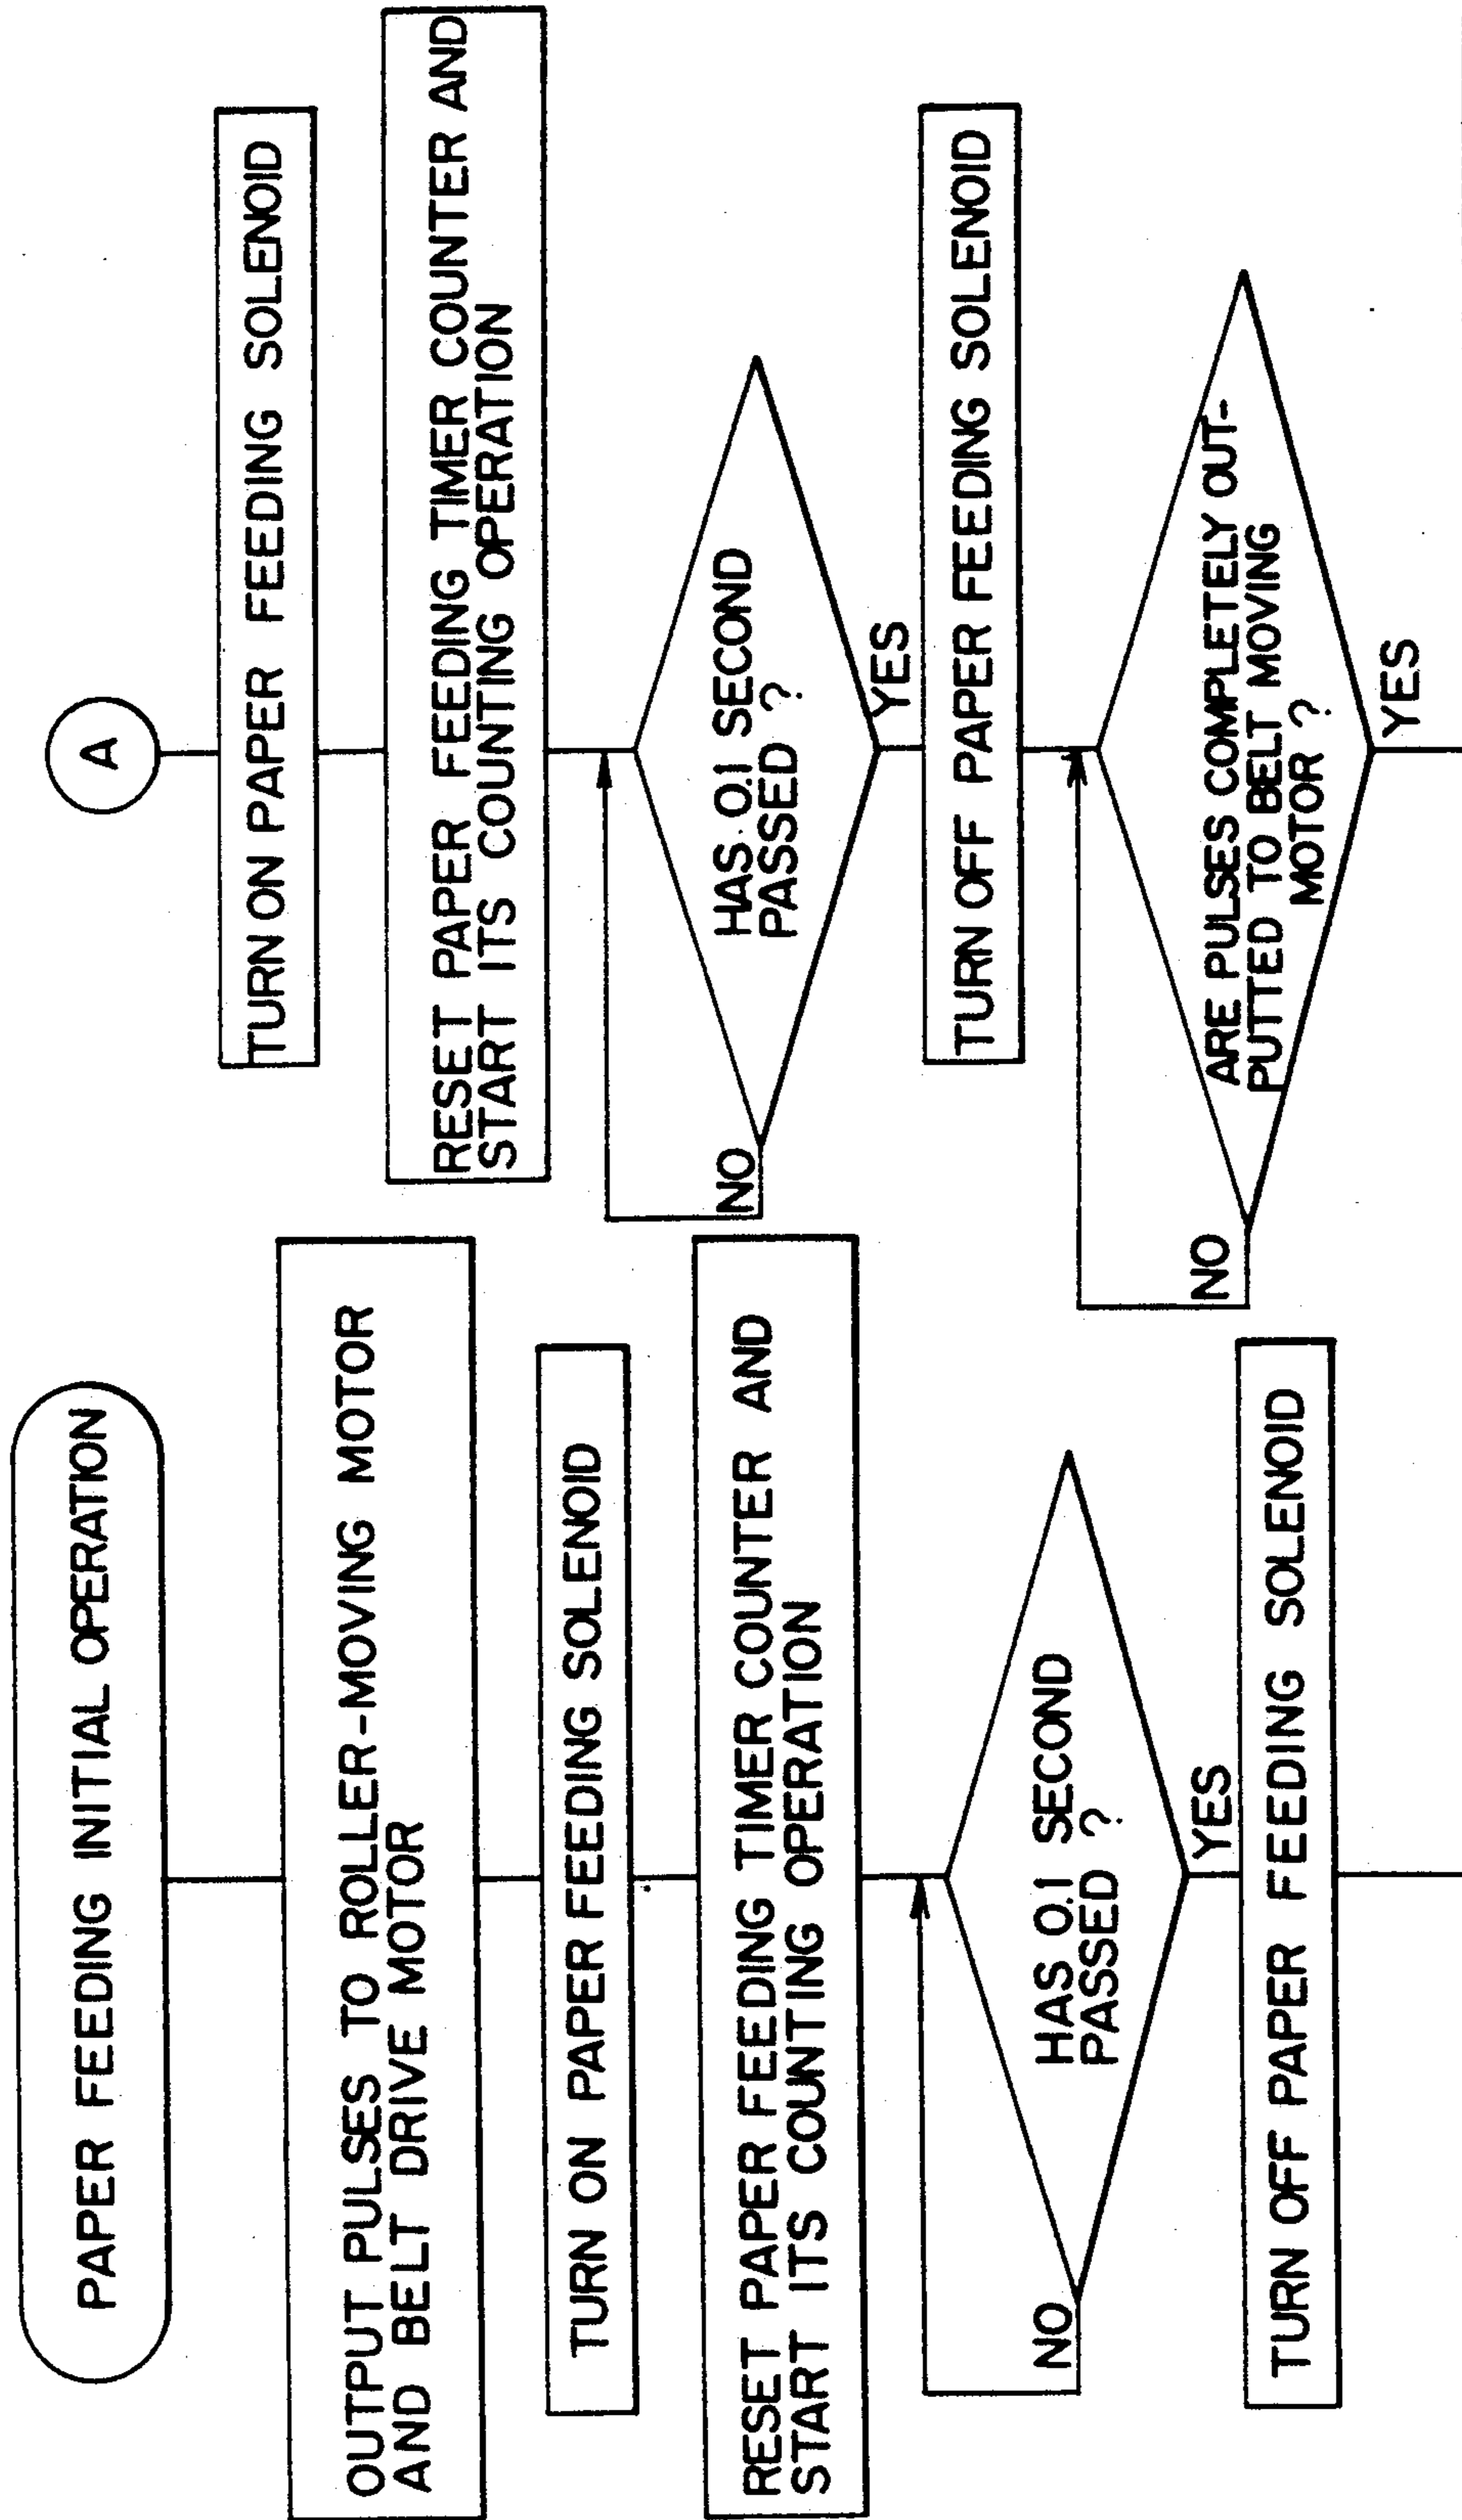 PAPER FEEDING INITIAL OPERATION
OUTPUT PULSES TO ROLLER-MOVING MOTOR
AND BELT DRIVE MOTOR
TURN ON PAPER FEEDING SOLENOID
RESET PAPER FEEDING TIMER COUNTER AND
START ITS COUNTING OPERATION
HAS 0.1 SECOND
PASSED ?
NO
YES
TURN OFF PAPER FEEDING SOLENOID
A
TURN ON PAPER FEEDING SOLENOID
RESET PAPER FEEDING TIMER COUNTER AND
START ITS COUNTING OPERATION
HAS 0.1 SECOND
PASSED ?
NO
YES
TURN OFF PAPER FEEDING SOLENOID
ARE PULSES COMPLETELY OUT-
PUTTED TO BELT MOVING
MOTOR ?
NO
YES